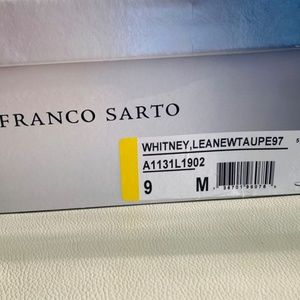 FRANCO SARTO
WHITNEY,LEANEWTAUPE97
A1131L1902
9 M